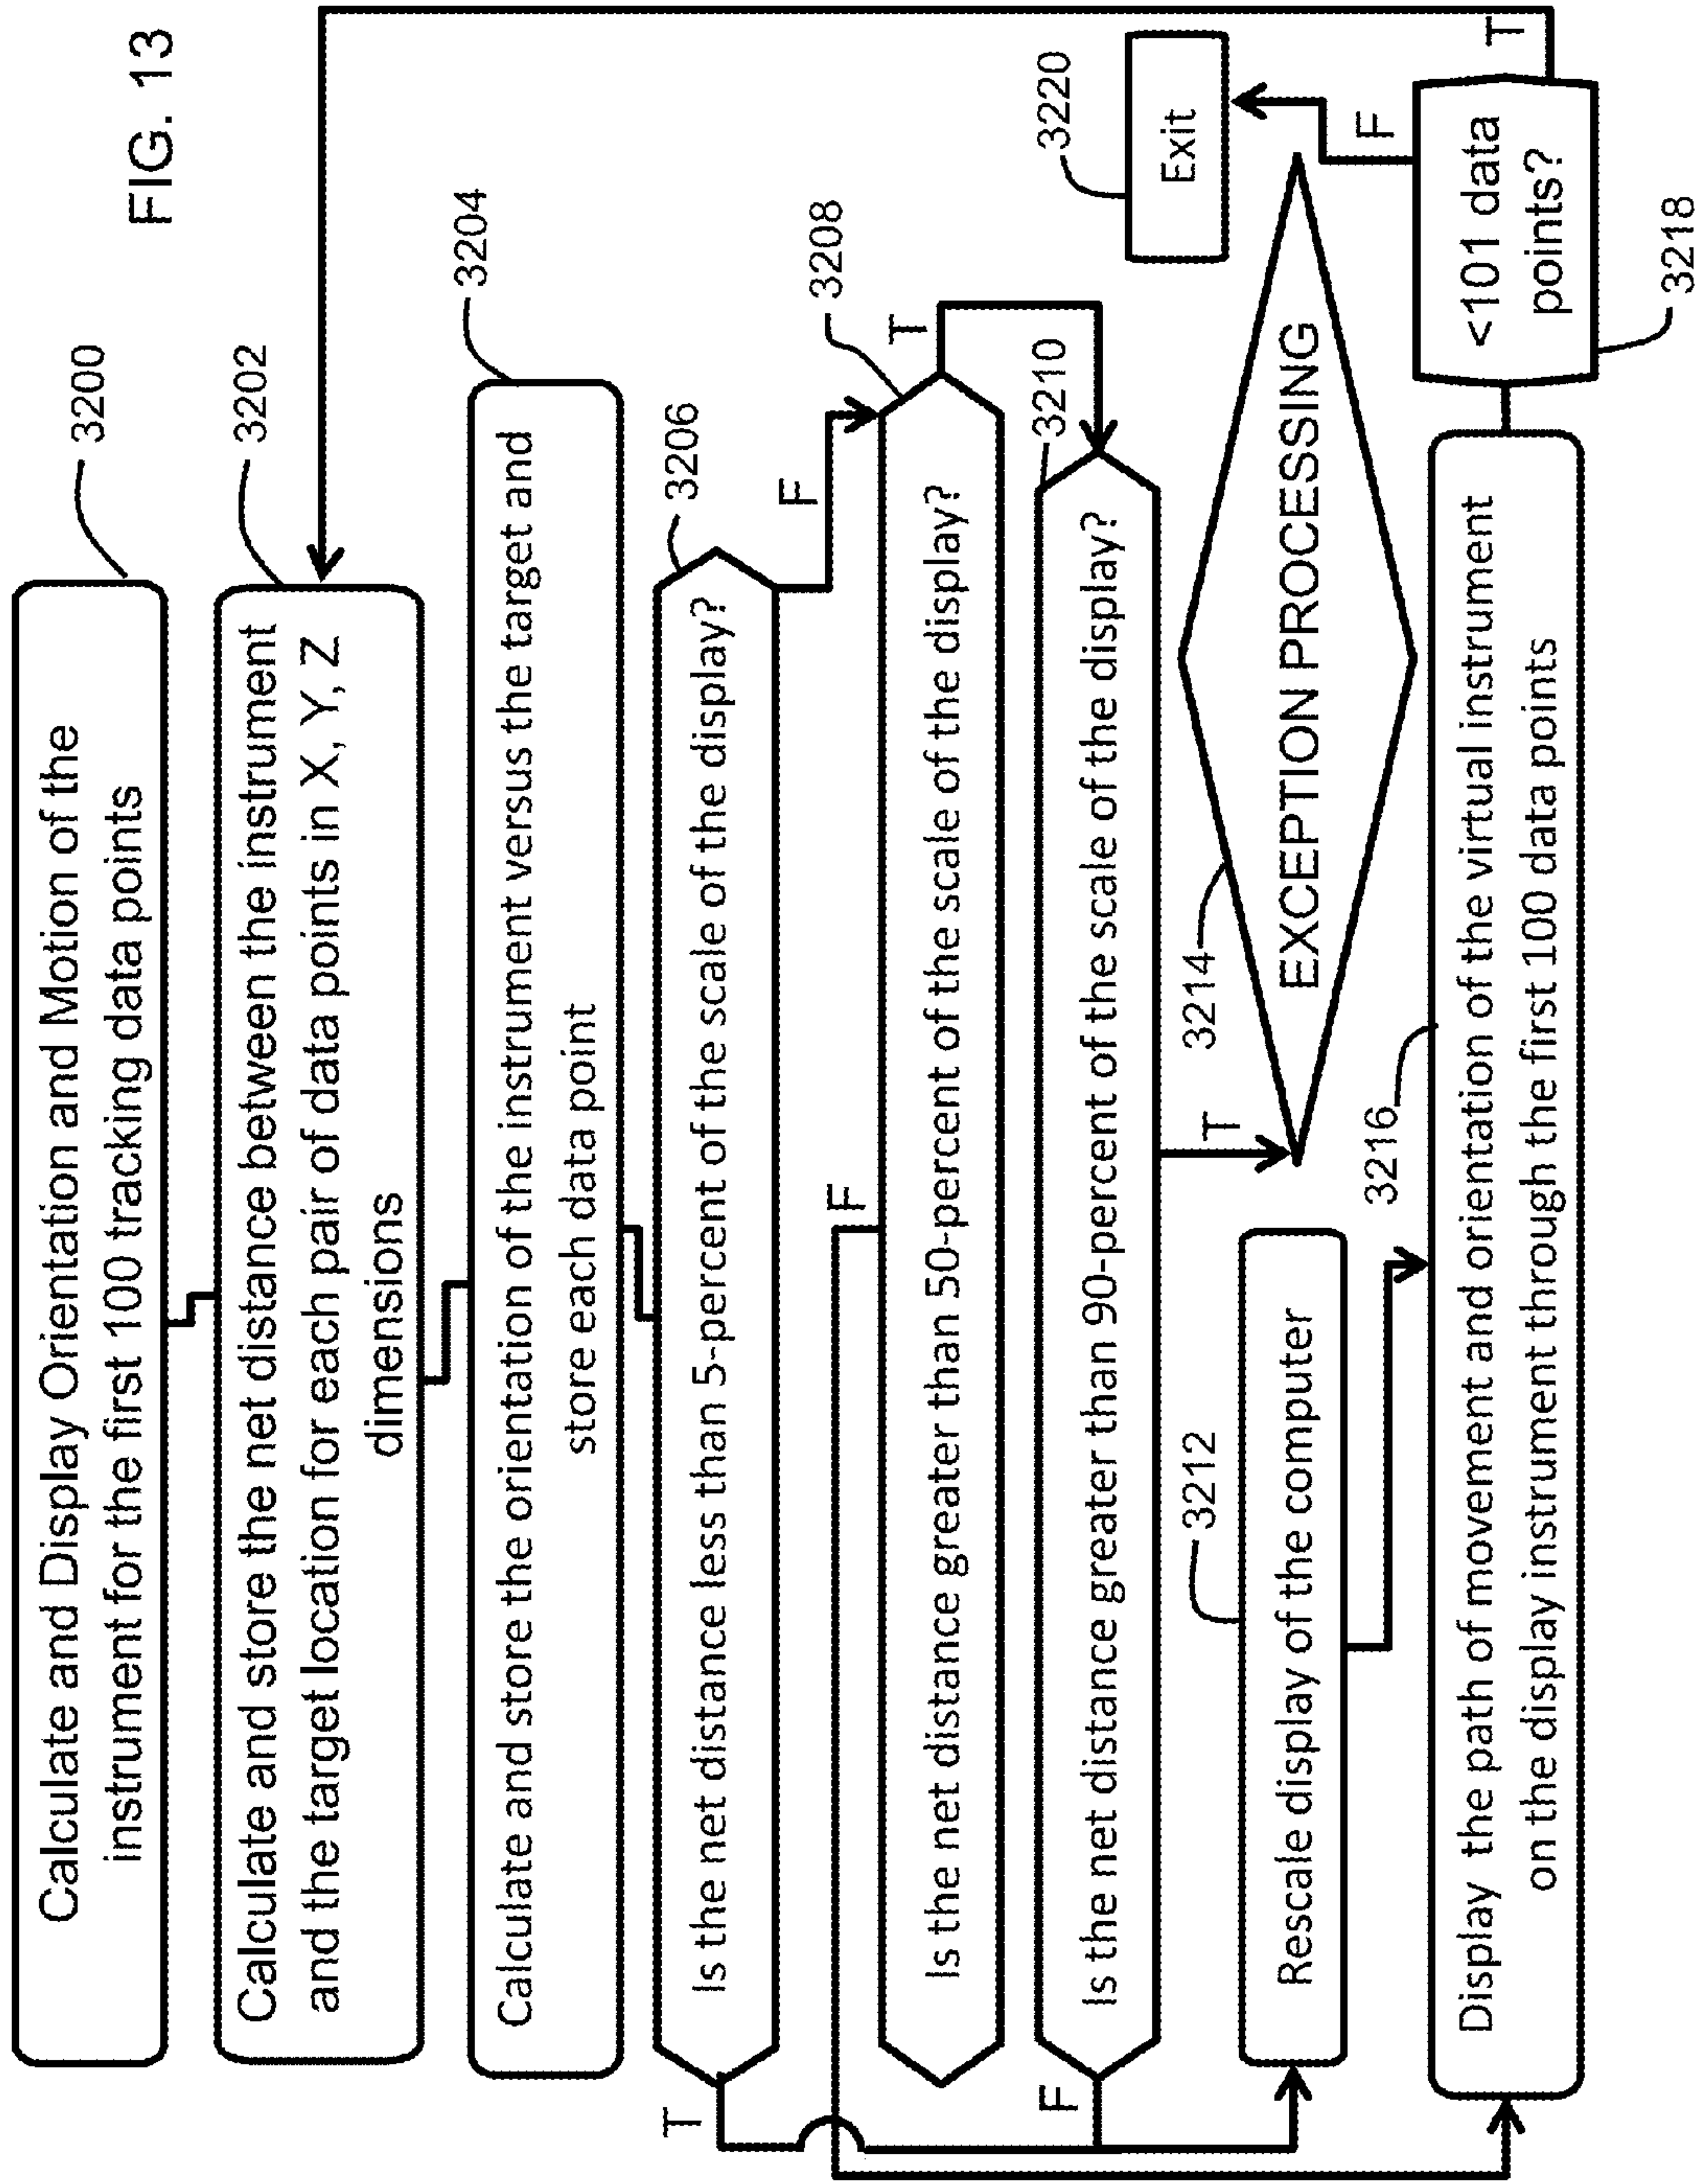 FIG. 13
Calculate and Display Orientation and Motion of the
instrument for the first 100 tracking data points
3200
Calculate and store the net distance between the instrument
and the target location for each pair of data points in X, Y, Z
dimensions
3202
Calculate and store the orientation of the instrument versus the target and
store each data point
3204
Is the net distance less than 5-percent of the scale of the display?
3206
T
F
Is the net distance greater than 50-percent of the scale of the display?
3208
F
T
Is the net distance greater than 90-percent of the scale of the display?
3210
F
T
Rescale display of the computer
3212
EXCEPTION PROCESSING
3214
Display the path of movement and orientation of the virtual instrument
on the display instrument through the first 100 data points
3216
<101 data
points?
3218
F
T
Exit
3220